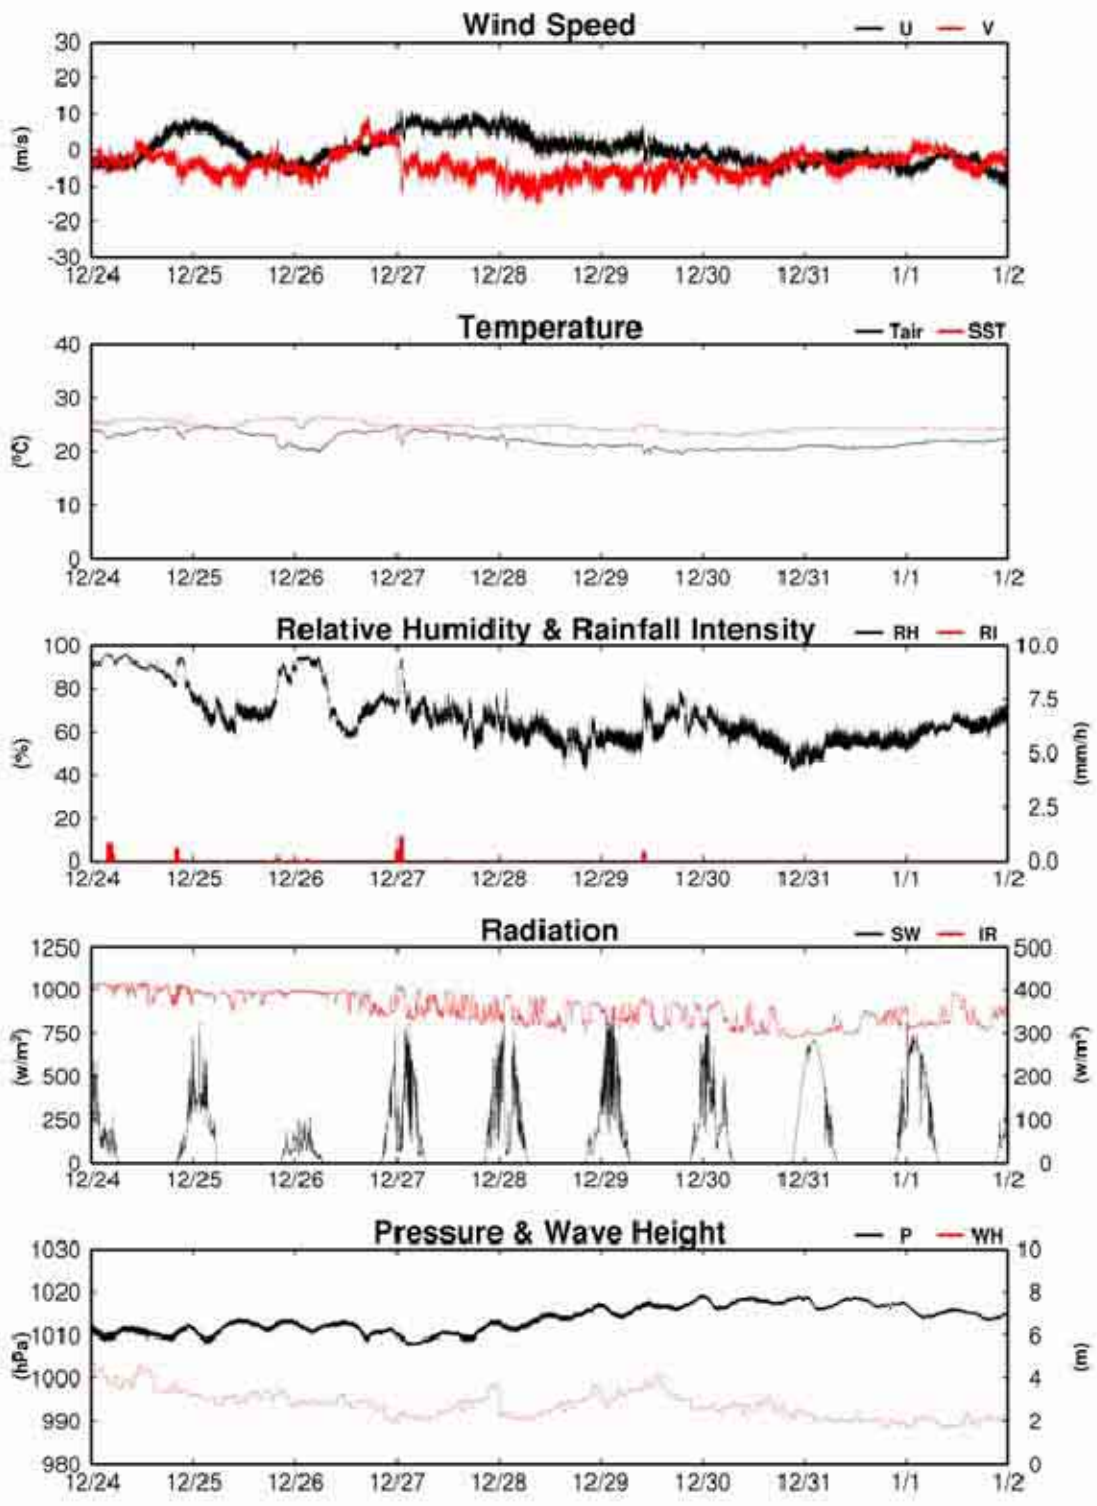 Wind Speed
U V
30
20
10
0
-10
-20
-30
(m/s)
12/24 12/25 12/26 12/27 12/28 12/29 12/30 12/31 1/1 1/2
Temperature
Tair SST
40
30
20
10
0
(ºC)
12/24 12/25 12/26 12/27 12/28 12/29 12/30 12/31 1/1 1/2
Relative Humidity & Rainfall Intensity
RH RI
100 10.0
80 7.5
60 5.0
40 2.5
20 0.0
0
(%) (mm/h)
12/24 12/25 12/26 12/27 12/28 12/29 12/30 12/31 1/1 1/2
Radiation
SW IR
1250 500
1000 400
750 300
500 200
250 100
0 0
(w/m²) (w/m²)
12/24 12/25 12/26 12/27 12/28 12/29 12/30 12/31 1/1 1/2
Pressure & Wave Height
P WH
1030 10
1020 8
1010 6
1000 4
990 2
980 0
(hPa) (m)
12/24 12/25 12/26 12/27 12/28 12/29 12/30 12/31 1/1 1/2